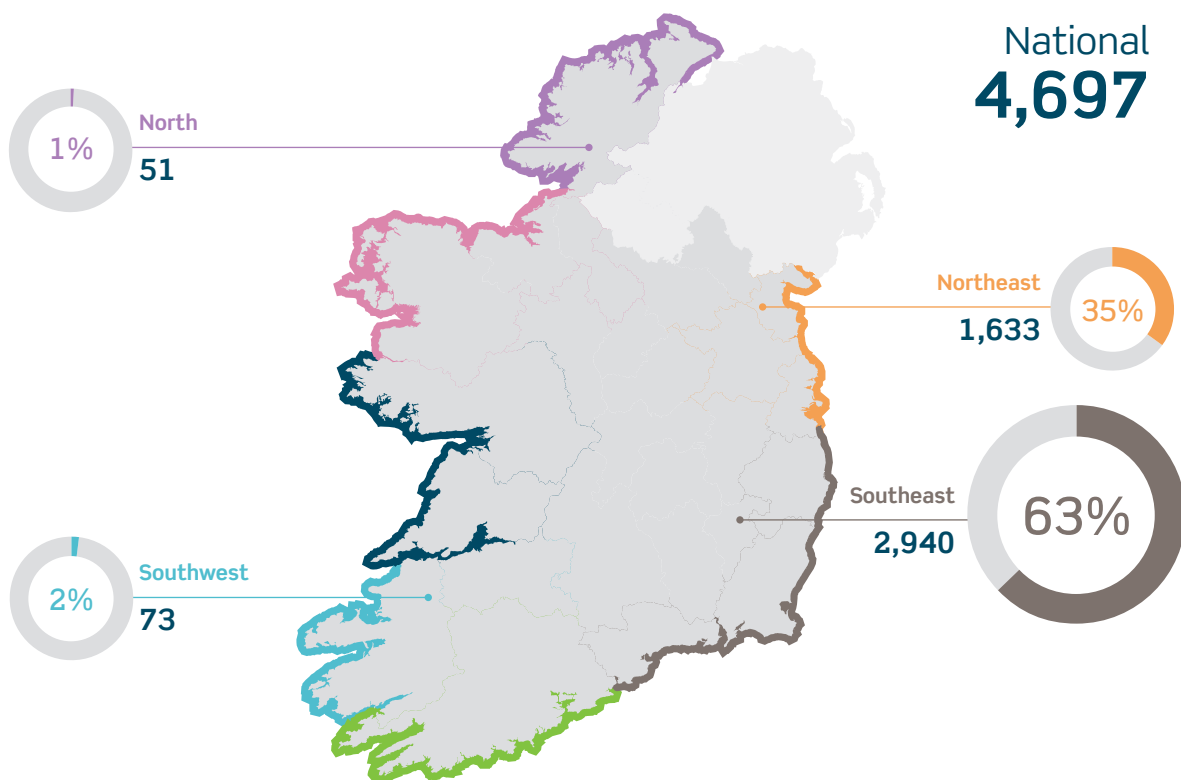 National
4,697
1%
North
51
Northeast
1,633
35%
Southeast
2,940
63%
2%
Southwest
73